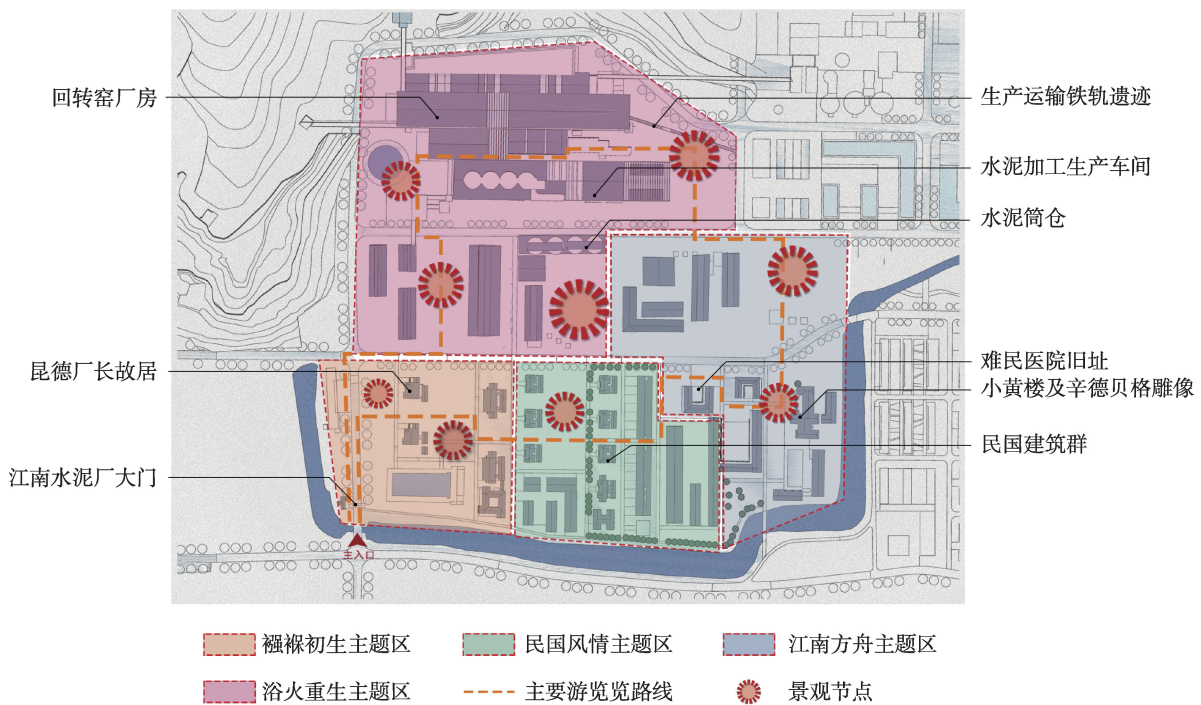 回转窑厂房
生产运输铁轨遗迹
水泥加工生产车间
水泥筒仓
昆德厂长故居
难民医院旧址
小黄楼及辛德贝格雕像
民国建筑群
江南水泥厂大门
主入口
襁褓初生主题区
民国风情主题区
江南方舟主题区
浴火重生主题区
主要游览览路线
景观节点